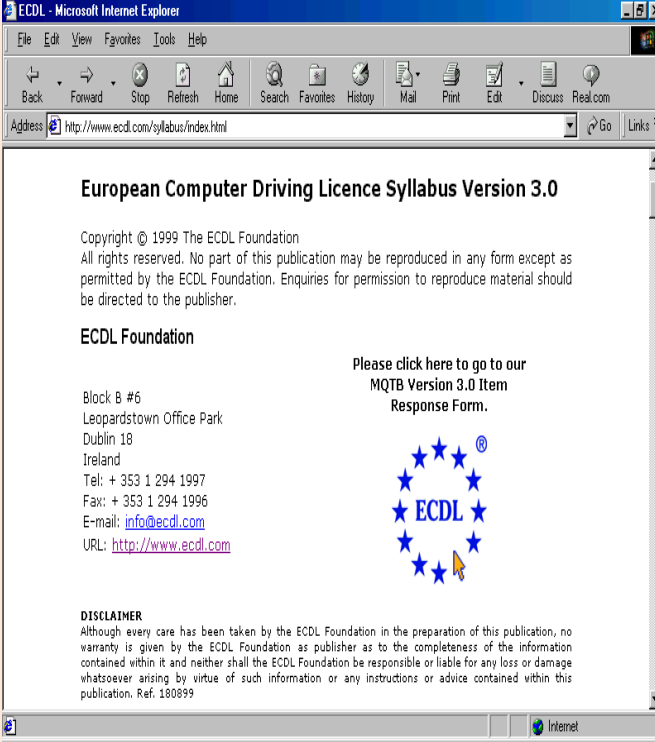 ECDL - Microsoft Internet Explorer
File Edit View Favorites Tools Help
Back Forward Stop Refresh Home Search Favorites History Mail Print Edit Discuss Real.com
Address http://www.ecdl.com/syllabus/index.html Go Links
European Computer Driving Licence Syllabus Version 3.0
Copyright © 1999 The ECDL Foundation
All rights reserved. No part of this publication may be reproduced in any form except as
permitted by the ECDL Foundation. Enquiries for permission to reproduce material should
be directed to the publisher.
ECDL Foundation
Please click here to go to our
MQTB Version 3.0 Item
Response Form.
Block B #6
Leopardstown Office Park
Dublin 18
Ireland
Tel: + 353 1 294 1997
Fax: + 353 1 294 1996
E-mail: info@ecdl.com
URL: http://www.ecdl.com
®
ECDL
DISCLAIMER
Although every care has been taken by the ECDL Foundation in the preparation of this publication, no
warranty is given by the ECDL Foundation as publisher as to the completeness of the information
contained within it and neither shall the ECDL Foundation be responsible or liable for any loss or damage
whatsoever arising by virtue of such information or any instructions or advice contained within this
publication. Ref. 180899
Internet